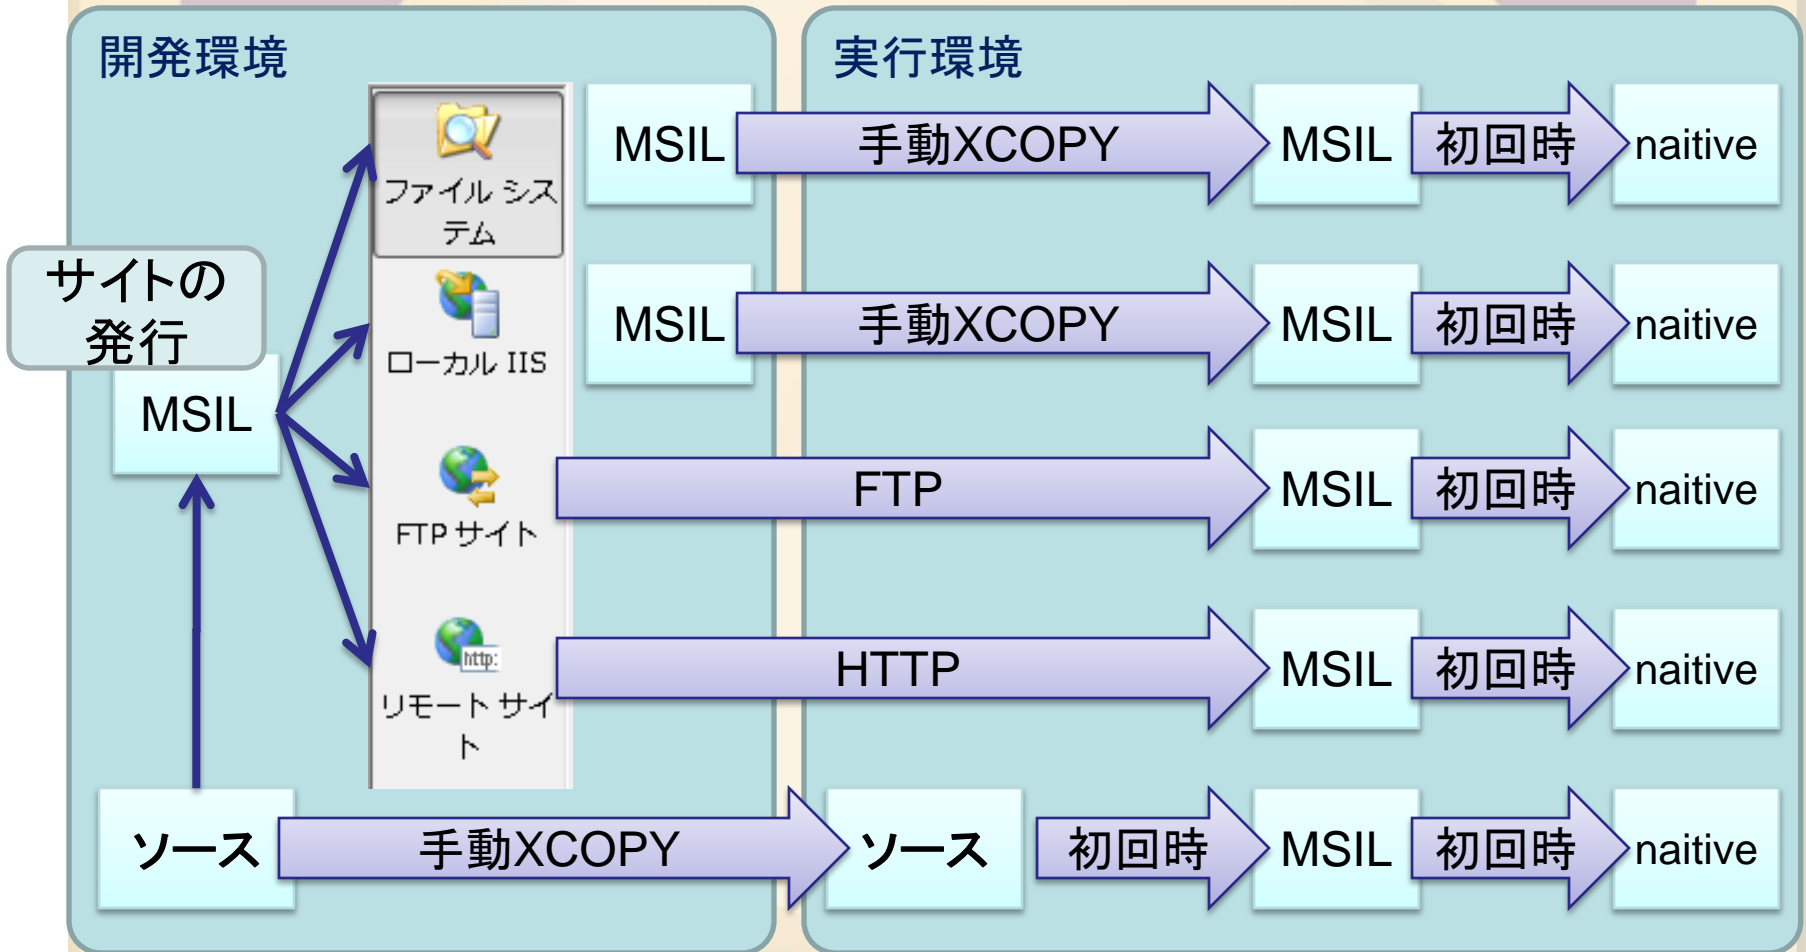 開発環境
実行環境
ファイル シス
テム
MSIL
手動XCOPY
MSIL
初回時
naitive
サイトの
発行
MSIL
ローカル IIS
MSIL
手動XCOPY
MSIL
初回時
naitive
FTP サイト
FTP
MSIL
初回時
naitive
http:
リモート サイ
ト
HTTP
MSIL
初回時
naitive
ソース
手動XCOPY
ソース
初回時
MSIL
初回時
naitive